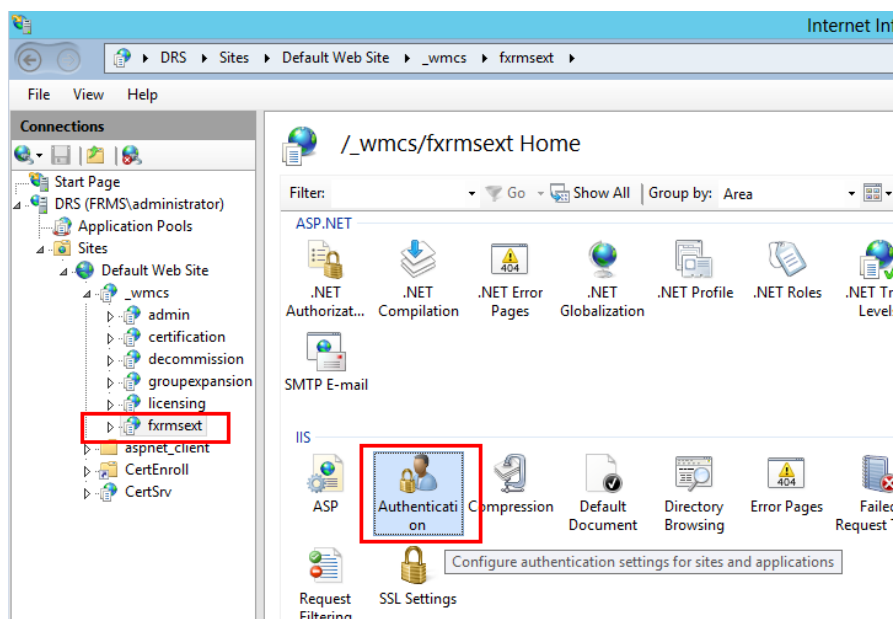 Internet Inf
DRS Sites Default Web Site _wmcs fxrmsext
File View Help
Connections
Start Page
DRS (FRMS\administrator)
Application Pools
Sites
Default Web Site
_wmcs
admin
certification
decommission
groupexpansion
licensing
fxrmsext
aspnet_client
CertEnroll
CertSrv
/_wmcs/fxrmsext Home
Filter: Go Show All Group by: Area
ASP.NET
.NET Authorizat...
.NET Compilation
.NET Error Pages
.NET Globalization
.NET Profile
.NET Roles
.NET Tr
Level
404
SMTP E-mail
IIS
ASP
Authenticati
on
Compression
Default
Document
Directory
Browsing
404
Error Pages
Failed
Request T
Configure authentication settings for sites and applications
Request
Filtering
SSL Settings